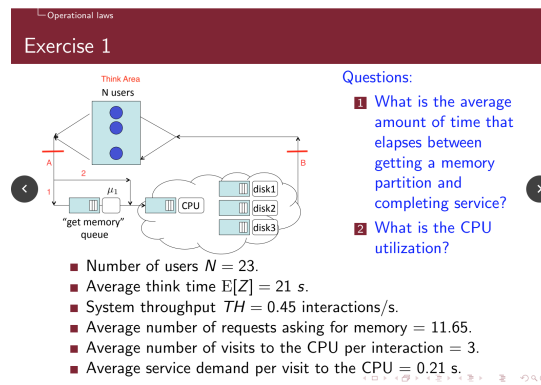 Operational laws
Exercise 1
Think Area
N users
A
2
1
μ1
"get memory"
queue
CPU
disk1
disk2
disk3
B
Questions:
1 What is the average
amount of time that
elapses between
getting a memory
partition and
completing service?
2 What is the CPU
utilization?
Number of users N = 23.
Average think time E[Z] = 21 s.
System throughput TH = 0.45 interactions/s.
Average number of requests asking for memory = 11.65.
Average number of visits to the CPU per interaction = 3.
Average service demand per visit to the CPU = 0.21 s.